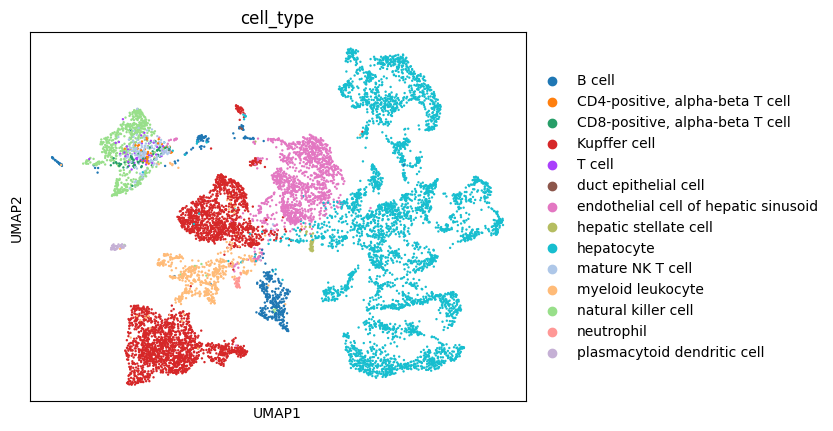 cell_type
UMAP2
UMAP1
B cell
CD4-positive, alpha-beta T cell
CD8-positive, alpha-beta T cell
Kupffer cell
T cell
duct epithelial cell
endothelial cell of hepatic sinusoid
hepatic stellate cell
hepatocyte
mature NK T cell
myeloid leukocyte
natural killer cell
neutrophil
plasmacytoid dendritic cell